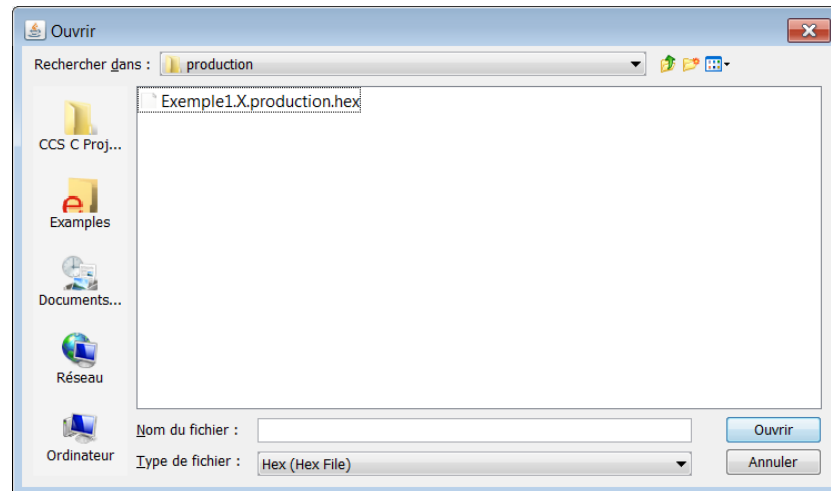 Ouvrir
Rechercher dans : production
Exemple1.X.production.hex
CCS C Proj...
Examples
Documents...
Réseau
Ordinateur
Nom du fichier :
Ouvrir
Type de fichier : Hex (Hex File)
Annuler